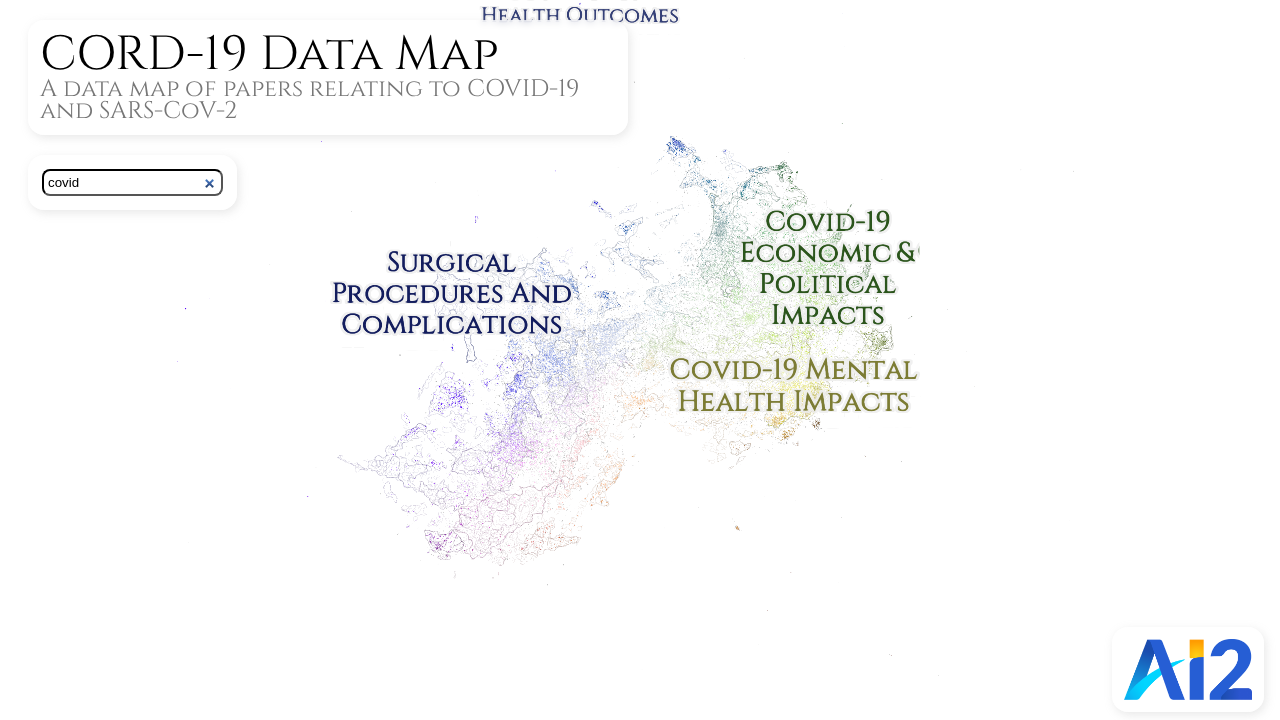 Health Outcomes
CORD-19 Data Map
A data map of papers relating to COVID-19
and SARS-CoV-2
covid
Surgical
Procedures And
Complications
Covid-19
Economic &
Political
Impacts
Covid-19 Mental
Health Impacts
Ai2